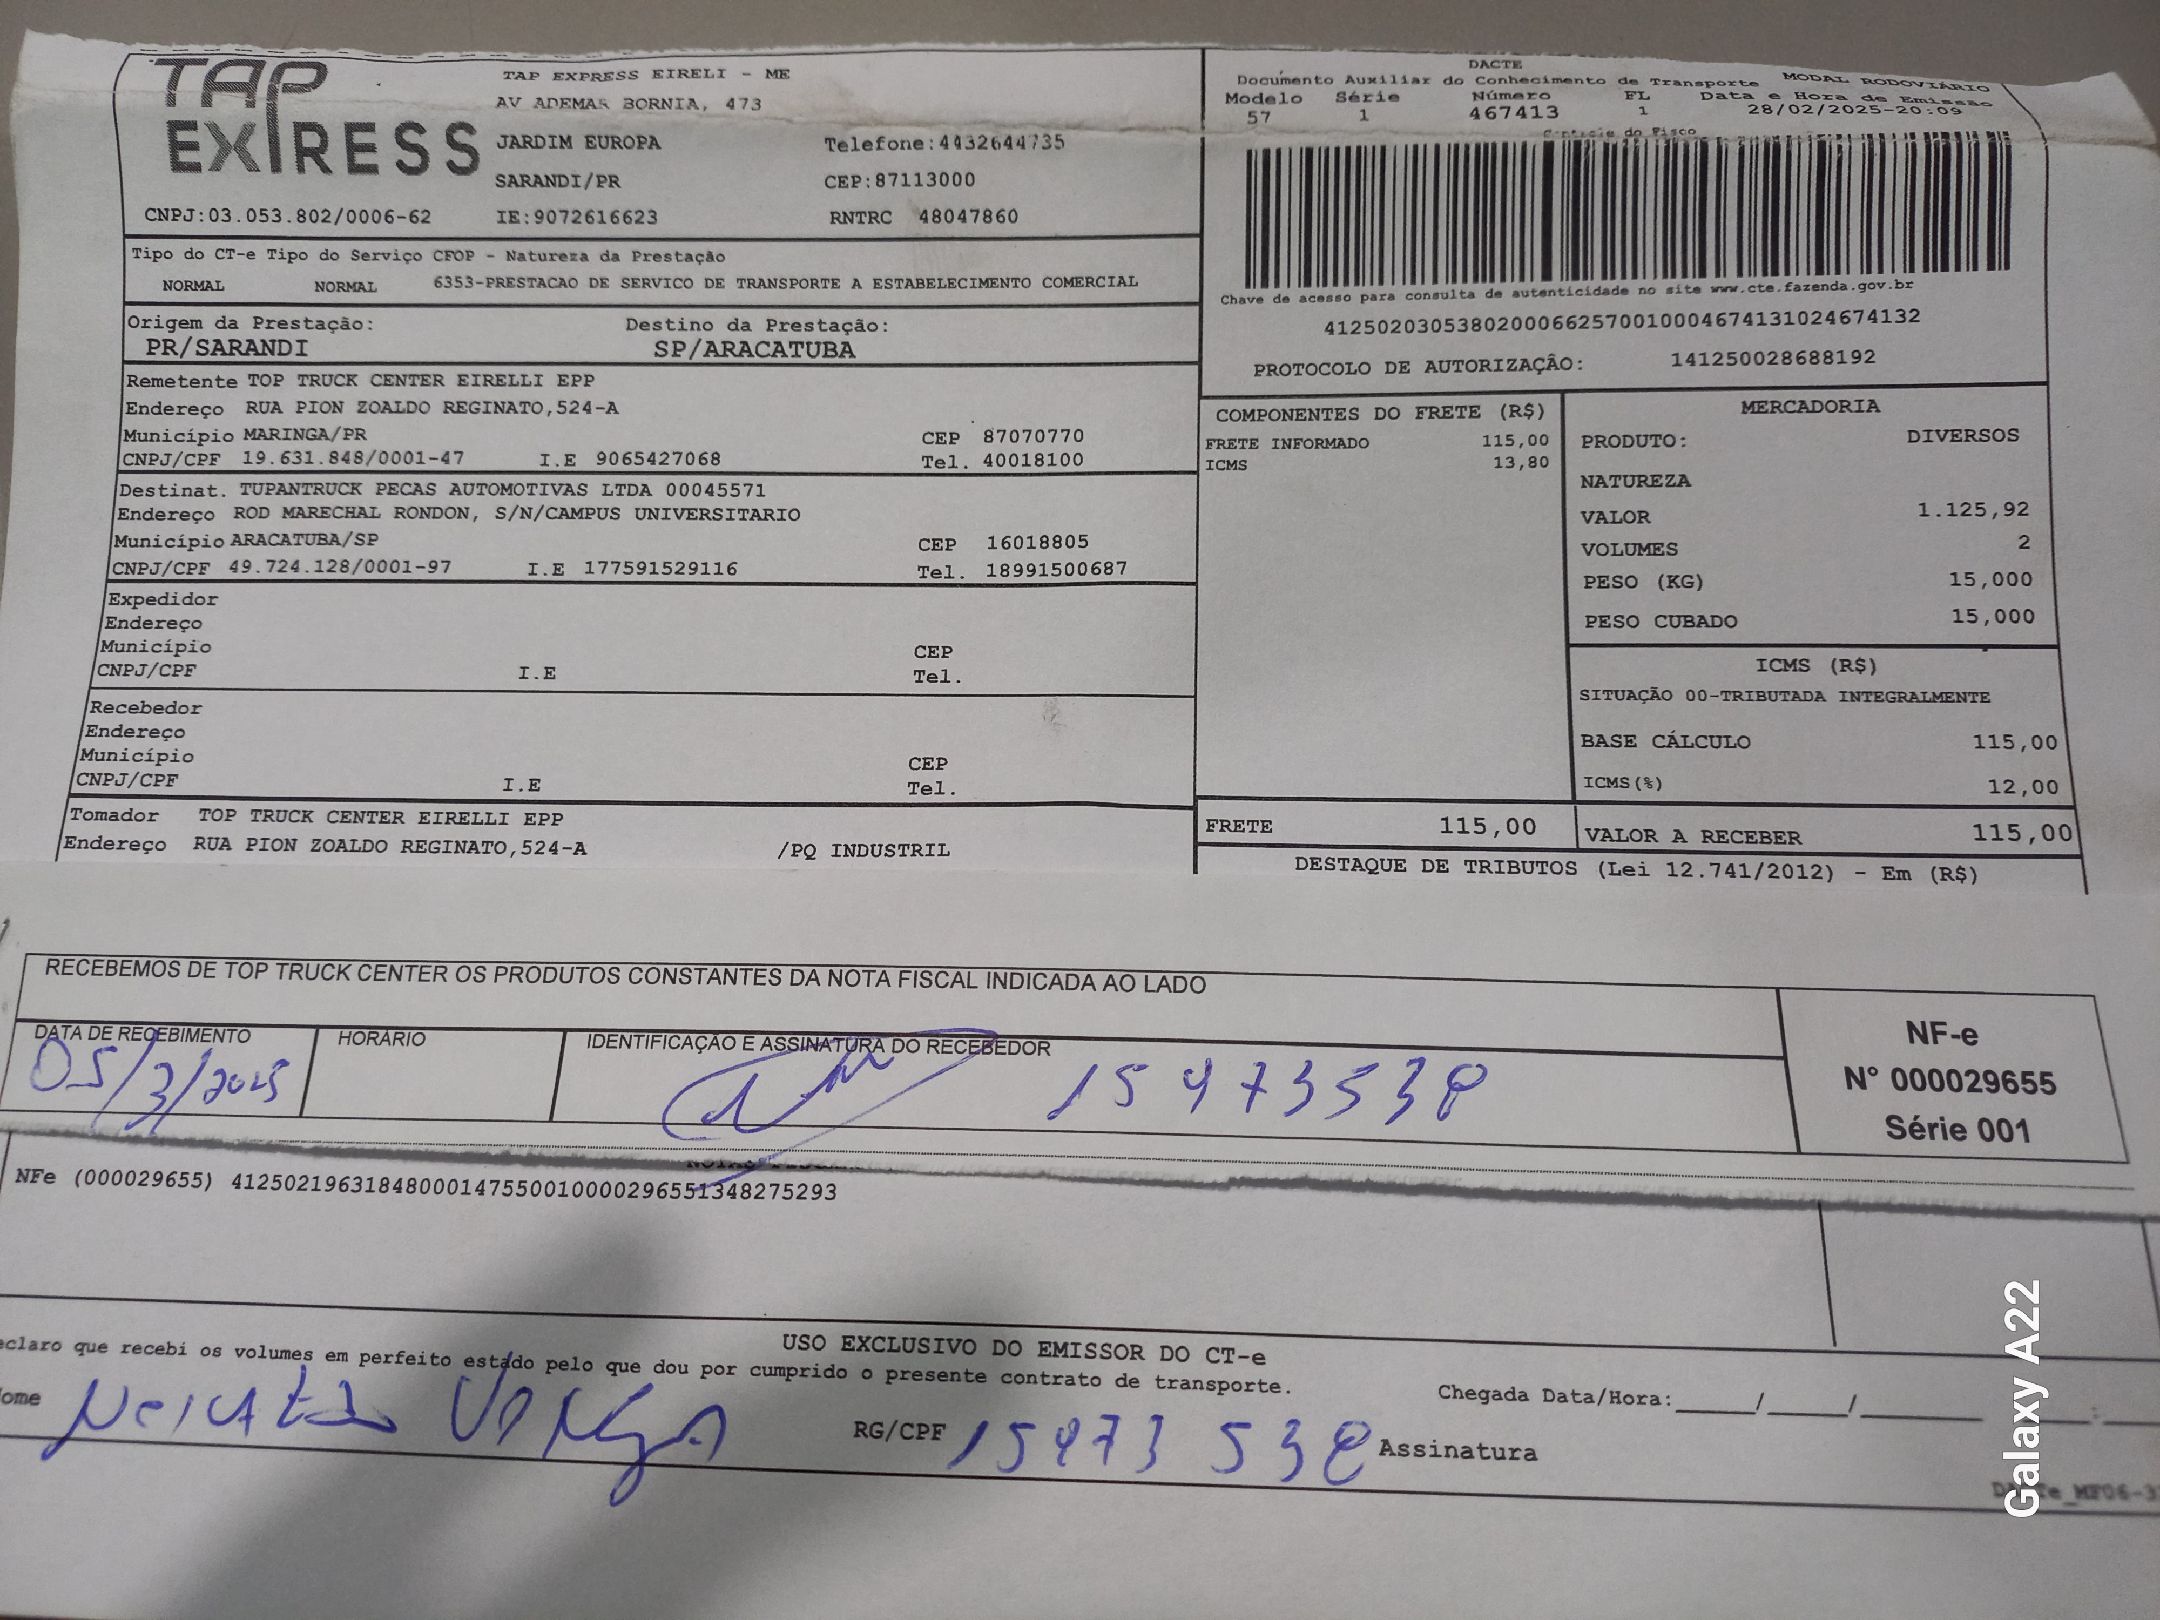 TAP EXPRESS
TAP EXPRESS EIRELI - ME
AV ADEMAR BORNIA, 473
JARDIM EUROPA Telefone:4432644735
SARANDI/PR CEP:87113000
CNPJ:03.053.802/0006-62 IE:9072616623 RNTRC 48047860
DACTE
Documento Auxiliar do Conhecimento de Transporte MODAL RODOVIÁRIO
Modelo Série Número FL Data e Hora de Emissão
57 1 467413 1 28/02/2025-20:09
Controle do Fisco
Chave de acesso para consulta de autenticidade no site www.cte.fazenda.gov.br
41250203053802000662570010004674131024674132
PROTOCOLO DE AUTORIZAÇÃO: 141250028688192
Tipo do CT-e Tipo do Serviço CFOP - Natureza da Prestação
NORMAL NORMAL 6353-PRESTACAO DE SERVICO DE TRANSPORTE A ESTABELECIMENTO COMERCIAL
Origem da Prestação: Destino da Prestação:
PR/SARANDI SP/ARACATUBA
Remetente TOP TRUCK CENTER EIRELLI EPP
Endereço RUA PION ZOALDO REGINATO,524-A
Município MARINGA/PR CEP 87070770
CNPJ/CPF 19.631.848/0001-47 I.E 9065427068 Tel. 40018100
Destinat. TUPANTRUCK PECAS AUTOMOTIVAS LTDA 00045571
Endereço ROD MARECHAL RONDON, S/N/CAMPUS UNIVERSITARIO
Município ARACATUBA/SP CEP 16018805
CNPJ/CPF 49.724.128/0001-97 I.E 177591529116 Tel. 18991500687
Expedidor
Endereço
Município CEP
CNPJ/CPF I.E Tel.
Recebedor
Endereço
Município CEP
CNPJ/CPF I.E Tel.
Tomador TOP TRUCK CENTER EIRELLI EPP
Endereço RUA PION ZOALDO REGINATO,524-A /PQ INDUSTRIL
COMPONENTES DO FRETE (R$)
FRETE INFORMADO 115,00
ICMS 13,80
MERCADORIA
PRODUTO: DIVERSOS
NATUREZA
VALOR 1.125,92
VOLUMES 2
PESO (KG) 15,000
PESO CUBADO 15,000
ICMS (R$)
SITUAÇÃO 00-TRIBUTADA INTEGRALMENTE
BASE CÁLCULO 115,00
ICMS(%) 12,00
FRETE 115,00 VALOR A RECEBER 115,00
DESTAQUE DE TRIBUTOS (Lei 12.741/2012) - Em (R$)
RECEBEMOS DE TOP TRUCK CENTER OS PRODUTOS CONSTANTES DA NOTA FISCAL INDICADA AO LADO
DATA DE RECEBIMENTO HORÁRIO IDENTIFICAÇÃO E ASSINATURA DO RECEBEDOR
05/3/2025 15473538
NF-e
N° 000029655
Série 001
NFe (000029655) 41250219631848000147550010000296551348275293
USO EXCLUSIVO DO EMISSOR DO CT-e
eclaro que recebi os volumes em perfeito estado pelo que dou por cumprido o presente contrato de transporte.
ome RG/CPF 15473 538 Assinatura
Chegada Data/Hora:_____/_____/_______
Galaxy A22